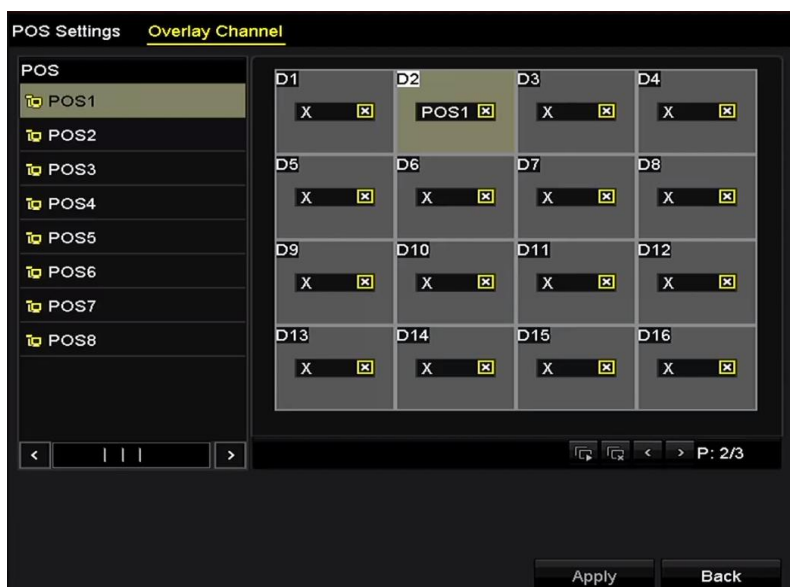 POS Settings Overlay Channel
POS
POS1
POS2
POS3
POS4
POS5
POS6
POS7
POS8
D1 D2 D3 D4
X POS1 X X
D5 D6 D7 D8
X X X X
D9 D10 D11 D12
X X X X
D13 D14 D15 D16
X X X X
P: 2/3
Apply Back